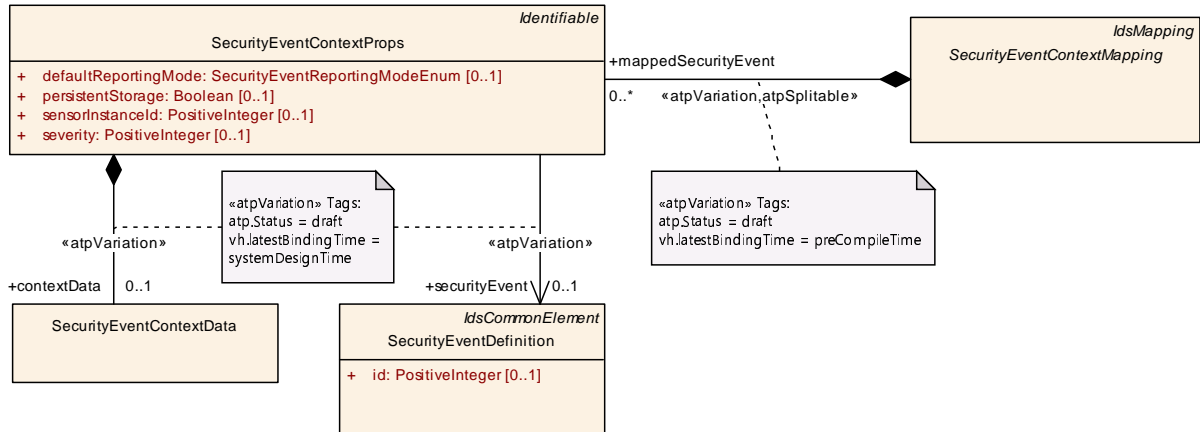 Identifiable
SecurityEventContextProps
+ defaultReportingMode: SecurityEventReportingModeEnum [0..1]
+ persistentStorage: Boolean [0..1]
+ sensorInstanceId: PositiveInteger [0..1]
+ severity: PositiveInteger [0..1]
IdsMapping
SecurityEventContextMapping
+mappedSecurityEvent
0..*
«atpVariation,atpSplitable»
«atpVariation» Tags:
atp.Status = draft
vh.latestBindingTime =
systemDesignTime
«atpVariation» Tags:
atp.Status = draft
vh.latestBindingTime = preCompileTime
«atpVariation»
«atpVariation»
+contextData
0..1
+securityEvent
0..1
SecurityEventContextData
IdsCommonElement
SecurityEventDefinition
+ id: PositiveInteger [0..1]